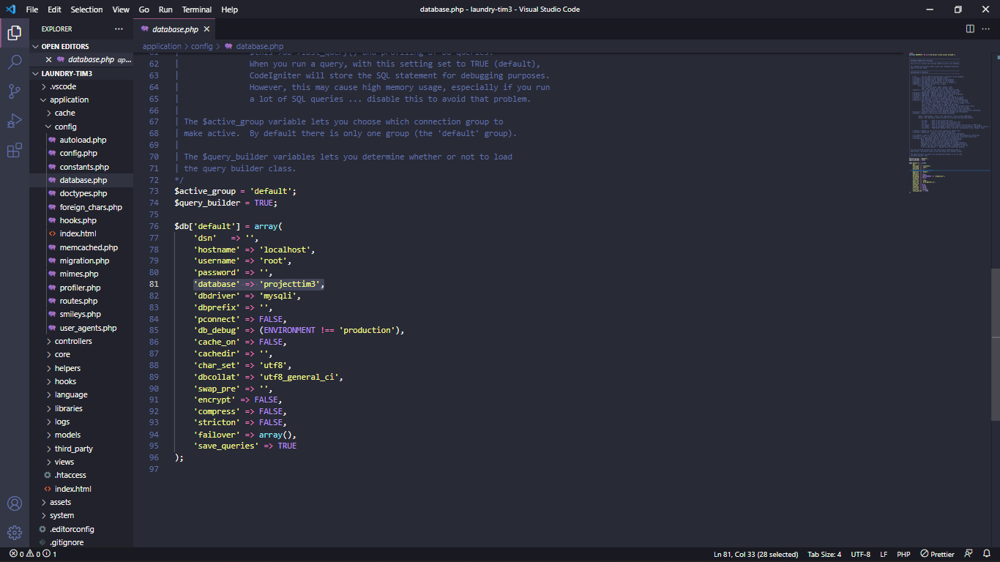 File Edit Selection View Go Run Terminal Help
database.php - laundry-tim3 - Visual Studio Code
EXPLORER
OPEN EDITORS
database.php ap...
LAUNDRY-TIM3
.vscode
application
cache
config
autoload.php
config.php
constants.php
database.php
doctypes.php
foreign_chars.php
hooks.php
index.html
memcached.php
migration.php
mimes.php
profiler.php
routes.php
smileys.php
user_agents.php
controllers
core
helpers
hooks
language
libraries
logs
models
third_party
views
.htaccess
index.html
assets
system
.editorconfig
.gitignore
database.php
application > config > database.php
61 | $this->db->last_query() and profiling of DB queries.
62 | When you run a query, with this setting set to TRUE (default),
63 | CodeIgniter will store the SQL statement for debugging purposes.
64 | However, this may cause high memory usage, especially if you run
65 | a lot of SQL queries ... disable this to avoid that problem.
66 |
67 | The $active_group variable lets you choose which connection group to
68 | make active.  By default there is only one group (the 'default' group).
69 |
70 | The $query_builder variables lets you determine whether or not to load
71 | the query builder class.
72 */
73 $active_group = 'default';
74 $query_builder = TRUE;
75
76 $db['default'] = array(
77 'dsn'   => '',
78 'hostname' => 'localhost',
79 'username' => 'root',
80 'password' => '',
81 'database' => 'projecttim3',
82 'dbdriver' => 'mysqli',
83 'dbprefix' => '',
84 'pconnect' => FALSE,
85 'db_debug' => (ENVIRONMENT !== 'production'),
86 'cache_on' => FALSE,
87 'cachedir' => '',
88 'char_set' => 'utf8',
89 'dbcollat' => 'utf8_general_ci',
90 'swap_pre' => '',
91 'encrypt' => FALSE,
92 'compress' => FALSE,
93 'stricton' => FALSE,
94 'failover' => array(),
95 'save_queries' => TRUE
96 );
97
0 0 1
Ln 81, Col 33 (28 selected) Tab Size: 4 UTF-8 LF PHP Prettier